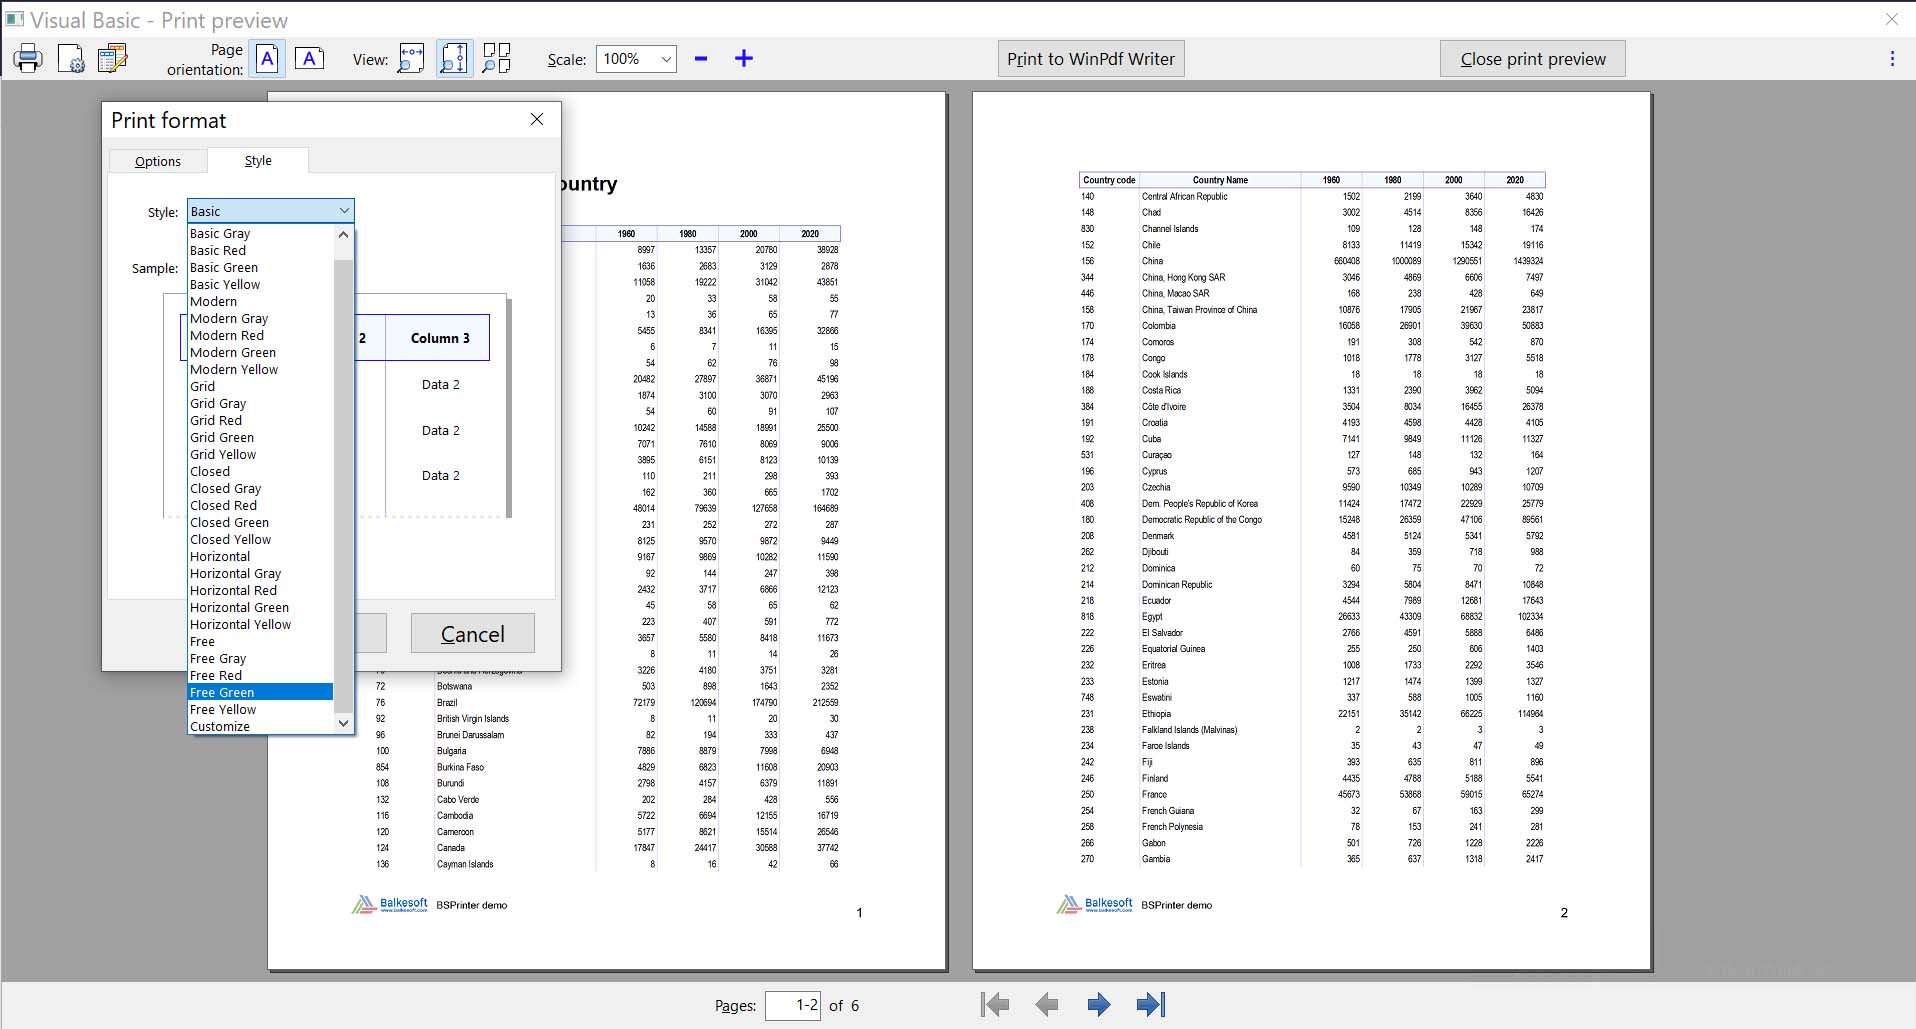 Visual Basic - Print preview
Page orientation:
View:
Scale: 100%
Print to WinPdf Writer
Close print preview
Print format
Options Style
Style: Basic
Basic Gray
Basic Red
Basic Green
Basic Yellow
Modern
Modern Gray
Modern Red
Modern Green
Modern Yellow
Grid
Grid Gray
Grid Red
Grid Green
Grid Yellow
Closed
Closed Gray
Closed Red
Closed Green
Closed Yellow
Horizontal
Horizontal Gray
Horizontal Red
Horizontal Green
Horizontal Yellow
Free
Free Gray
Free Red
Free Green
Free Yellow
Customize
Sample:
2 Column 3
Data 2
Data 2
Data 2
Cancel
ountry
1960 1980 2000 2020
8997 13357 20780 38928
1636 2683 3129 2878
11058 19222 31042 43851
20 33 58 55
13 36 65 77
5455 8341 16395 32866
6 7 11 15
54 62 76 98
20482 27897 36871 45196
1874 3100 3070 2963
54 60 91 107
10242 14588 18991 25500
7071 7610 8069 9006
3895 6151 8123 10139
110 211 298 393
162 360 665 1702
48014 79639 127658 164689
231 252 272 287
8125 9570 9872 9449
9167 9869 10282 11590
92 144 247 398
2432 3717 6866 12123
45 58 65 62
223 407 591 772
3657 5580 8418 11673
8 11 14 26
3226 4180 3751 3281
72 Botswana 503 898 1643 2352
76 Brazil 72179 120694 174790 212559
92 British Virgin Islands 8 11 20 30
96 Brunei Darussalam 82 194 333 437
100 Bulgaria 7886 8879 7998 6948
854 Burkina Faso 4829 6823 11608 20903
108 Burundi 2798 4157 6379 11891
132 Cabo Verde 202 284 428 556
116 Cambodia 5722 6694 12155 16719
120 Cameroon 5177 8621 15514 26546
124 Canada 17847 24417 30588 37742
136 Cayman Islands 8 16 42 66
Balkesoft BSPrinter demo
www.balkesoft.com
1
Country code Country Name 1960 1980 2000 2020
140 Central African Republic 1502 2199 3640 4830
148 Chad 3002 4514 8356 16426
830 Channel Islands 109 128 148 174
152 Chile 8133 11419 15342 19116
156 China 660408 1000089 1290551 1439324
344 China, Hong Kong SAR 3046 4869 6606 7497
446 China, Macao SAR 168 238 428 649
158 China, Taiwan Province of China 10876 17905 21967 23817
170 Colombia 16058 26901 39630 50883
174 Comoros 191 308 542 870
178 Congo 1018 1778 3127 5518
184 Cook Islands 18 18 18 18
188 Costa Rica 1331 2390 3962 5094
384 Côte d'Ivoire 3504 8034 16455 26378
191 Croatia 4193 4598 4428 4105
192 Cuba 7141 9849 11126 11327
531 Curaçao 127 148 132 164
196 Cyprus 573 685 943 1207
203 Czechia 9590 10349 10289 10709
408 Dem. People's Republic of Korea 11424 17472 22929 25779
180 Democratic Republic of the Congo 15248 26359 47106 89561
208 Denmark 4581 5124 5341 5792
262 Djibouti 84 359 718 988
212 Dominica 60 75 70 72
214 Dominican Republic 3294 5804 8471 10848
218 Ecuador 4544 7989 12681 17643
818 Egypt 26633 43309 68832 102334
222 El Salvador 2766 4591 5888 6486
226 Equatorial Guinea 255 250 606 1403
232 Eritrea 1008 1733 2292 3546
233 Estonia 1217 1474 1399 1327
748 Eswatini 337 588 1005 1160
231 Ethiopia 22151 35142 66225 114964
238 Falkland Islands (Malvinas) 2 2 3 3
234 Faroe Islands 35 43 47 49
242 Fiji 393 635 811 896
246 Finland 4435 4788 5188 5541
250 France 45673 53868 59015 65274
254 French Guiana 32 67 163 299
258 French Polynesia 78 153 241 281
266 Gabon 501 726 1228 2226
270 Gambia 365 637 1318 2417
Balkesoft BSPrinter demo
www.balkesoft.com
2
Pages: 1-2 of 6